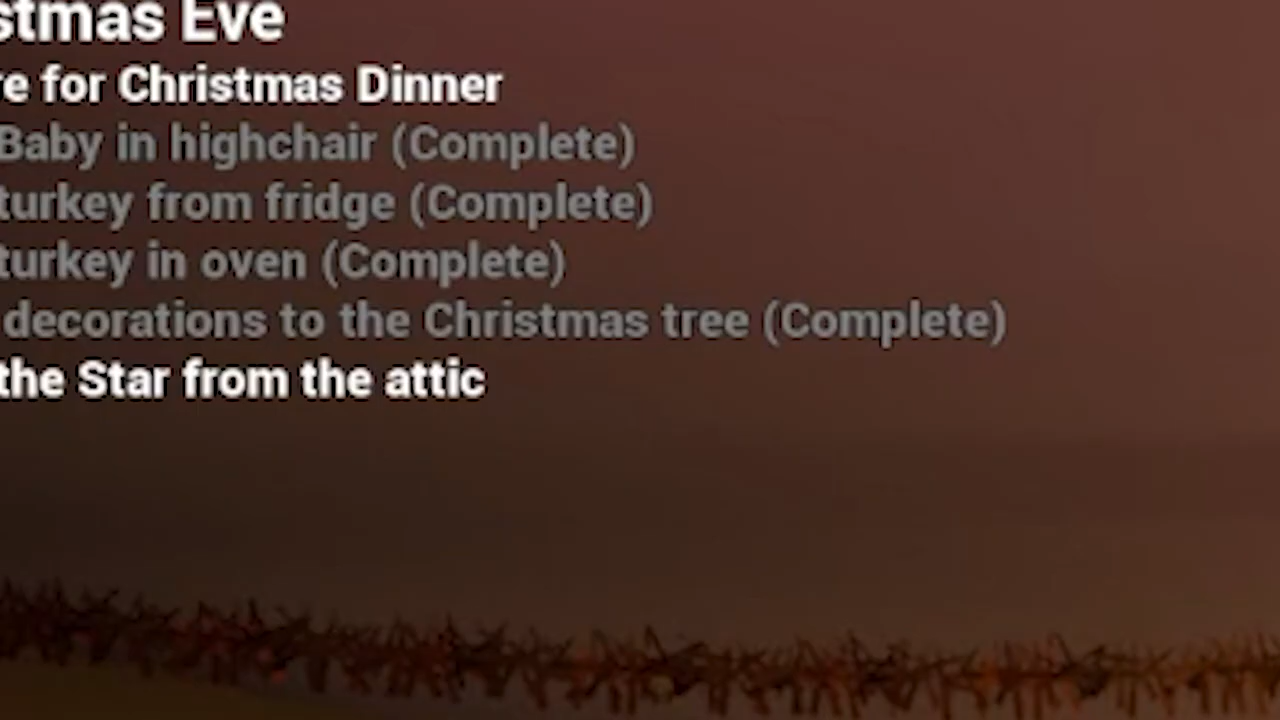 stmas Eve
re for Christmas Dinner
Baby in highchair (Complete)
turkey from fridge (Complete)
turkey in oven (Complete)
decorations to the Christmas tree (Complete)
the Star from the attic